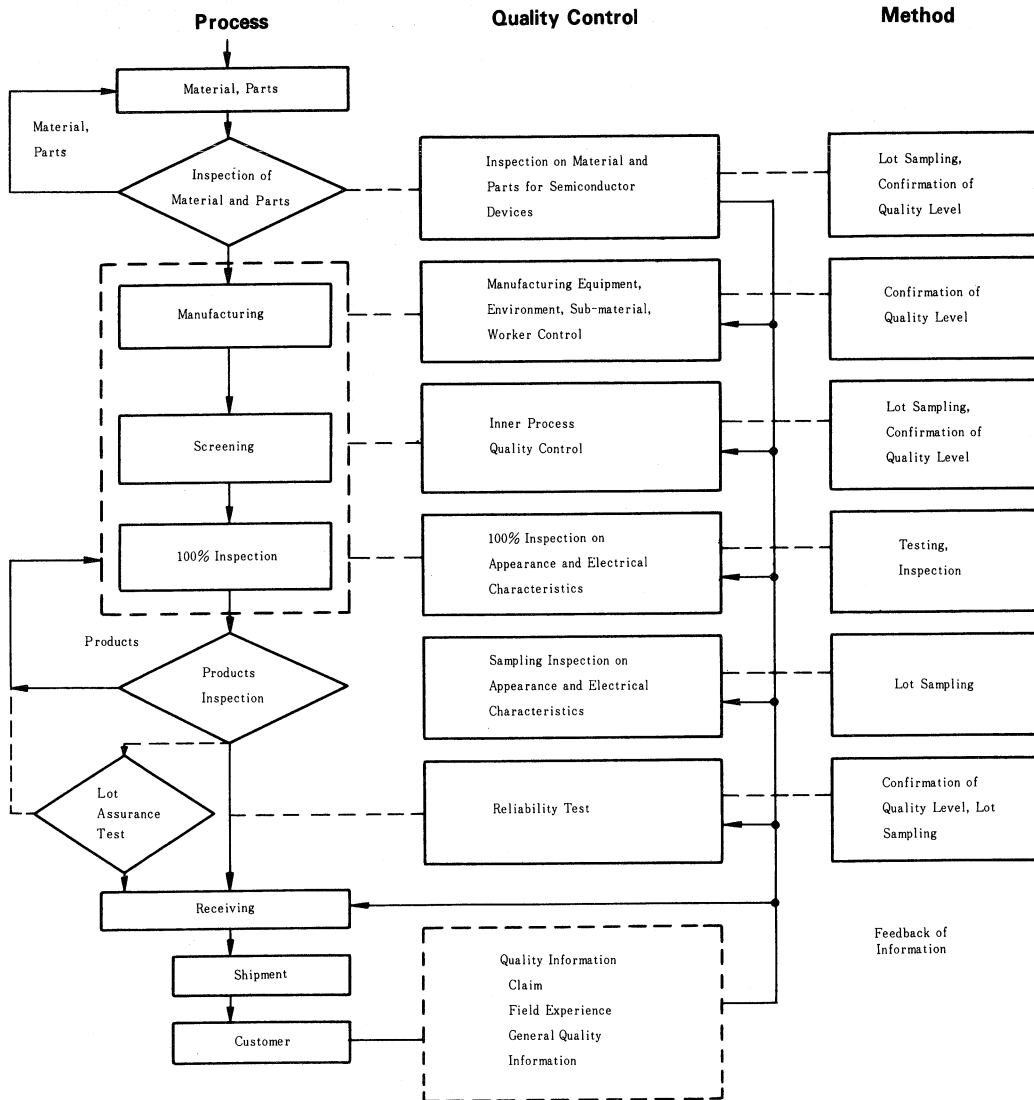 Process
Quality Control
Method
Material, Parts
Material,
Parts
Inspection of
Material and Parts
Inspection on Material and
Parts for Semiconductor
Devices
Lot Sampling,
Confirmation of
Quality Level
Manufacturing
Manufacturing Equipment,
Environment, Sub-material,
Worker Control
Confirmation of
Quality Level
Screening
Inner Process
Quality Control
Lot Sampling,
Confirmation of
Quality Level
100% Inspection
100% Inspection on
Appearance and Electrical
Characteristics
Testing,
Inspection
Products
Products
Inspection
Sampling Inspection on
Appearance and Electrical
Characteristics
Lot Sampling
Lot
Assurance
Test
Reliability Test
Confirmation of
Quality Level, Lot
Sampling
Receiving
Feedback of
Information
Shipment
Customer
Quality Information
Claim
Field Experience
General Quality
Information